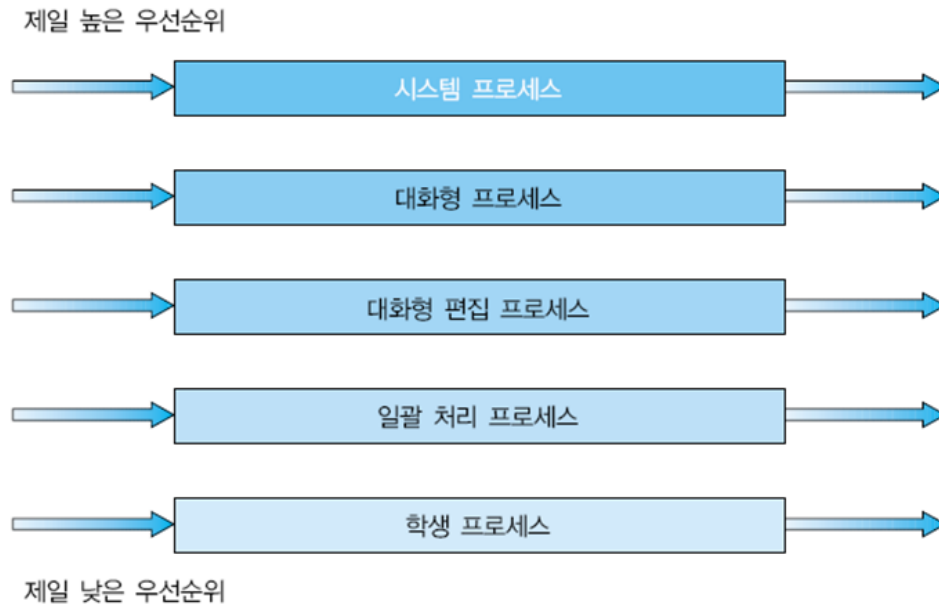 제일 높은 우선순위
시스템 프로세스
대화형 프로세스
대화형 편집 프로세스
일괄 처리 프로세스
학생 프로세스
제일 낮은 우선순위